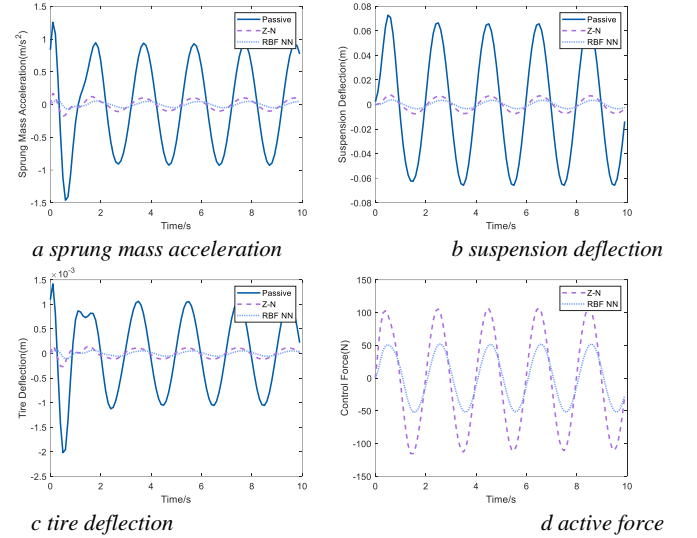 1.5
1
0.5
0
-0.5
-1
-1.5
Sprung Mass Acceleration(m/s²)
Passive
Z-N
RBF NN
0 2 4 6 8 10
Time/s
a sprung mass acceleration
0.08
0.06
0.04
0.02
0
-0.02
-0.04
-0.06
-0.08
Suspension Deflection(m)
Passive
Z-N
RBF NN
0 2 4 6 8 10
Time/s
b suspension deflection
×10⁻³
1.5
1
0.5
0
-0.5
-1
-1.5
-2
-2.5
Tire Deflection(m)
Passive
Z-N
RBF NN
0 2 4 6 8 10
Time/s
c tire deflection
150
100
50
0
-50
-100
-150
Control Force(N)
Z-N
RBF NN
0 2 4 6 8 10
Time/s
d active force